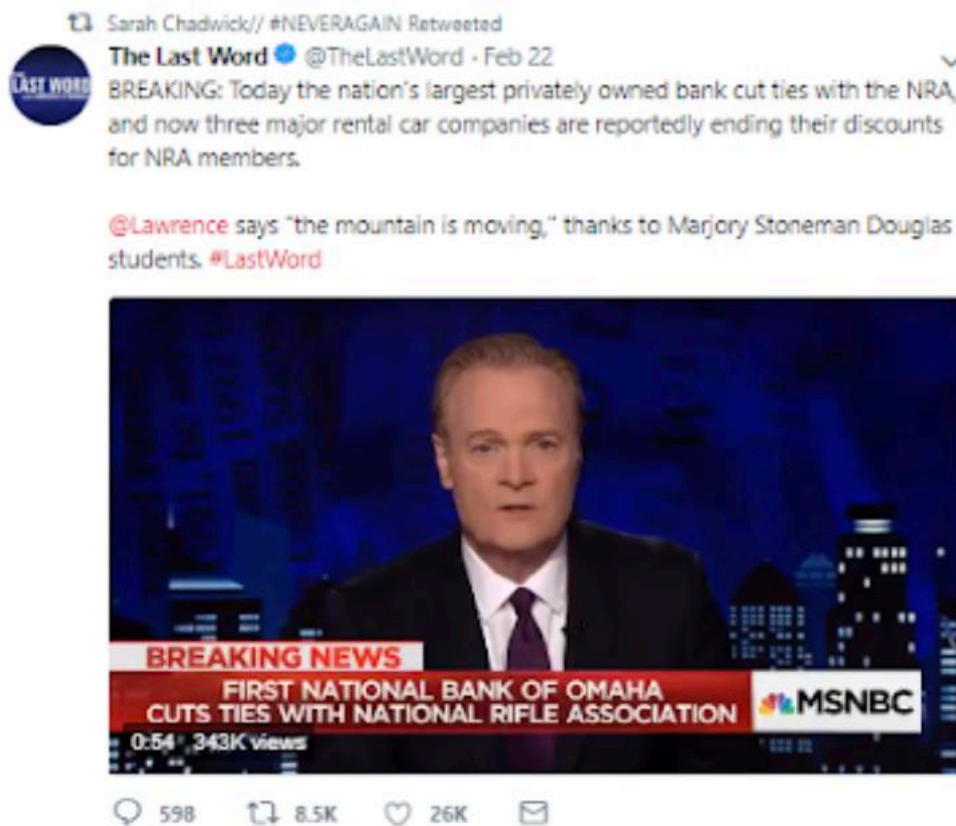 Sarah Chadwick// #NEVERAGAIN Retweeted
The Last Word @TheLastWord · Feb 22
LAST WORD
BREAKING: Today the nation's largest privately owned bank cut ties with the NRA,
and now three major rental car companies are reportedly ending their discounts
for NRA members.
@Lawrence says "the mountain is moving," thanks to Marjory Stoneman Douglas
students. #LastWord
BREAKING NEWS
FIRST NATIONAL BANK OF OMAHA
CUTS TIES WITH NATIONAL RIFLE ASSOCIATION
MSNBC
0:54 343K views
598 8.5K 26K